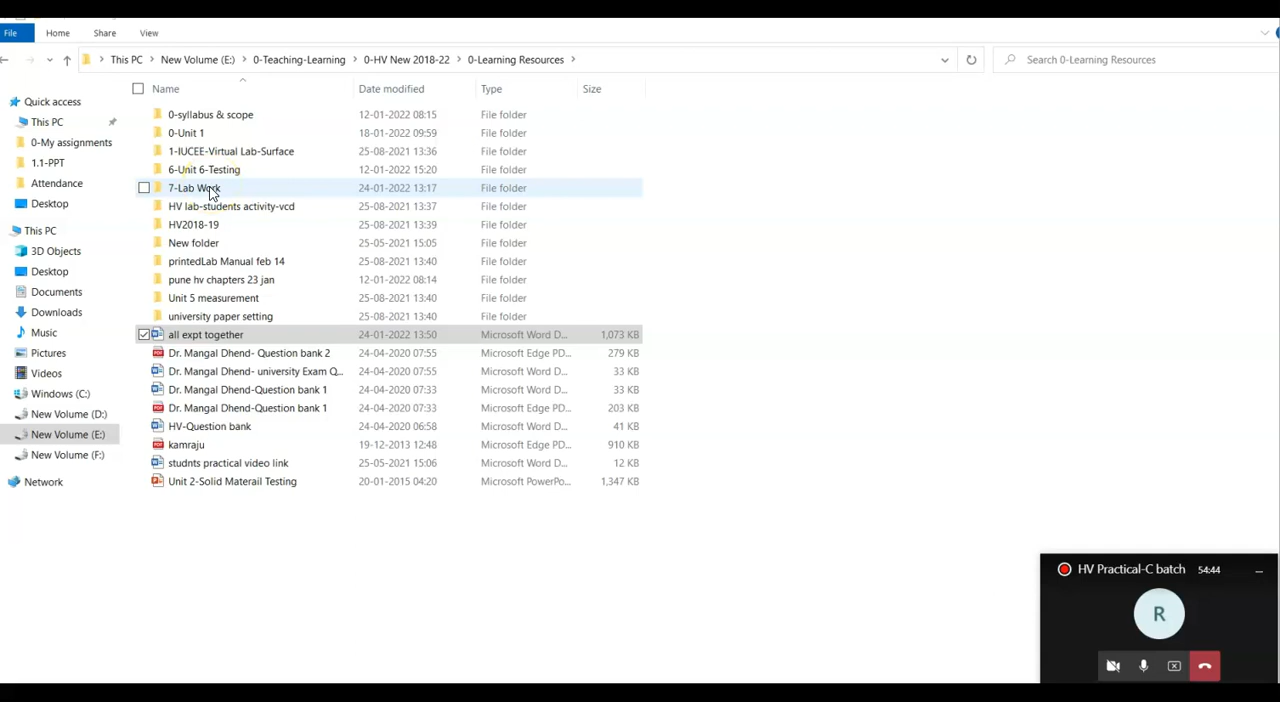 File Home Share View
This PC New Volume (E:) 0-Teaching-Learning 0-HV New 2018-22 0-Learning Resources Search 0-Learning Resources
Name Date modified Type Size
Quick access
This PC
0-My assignments
1.1-PPT
Attendance
Desktop
This PC
3D Objects
Desktop
Documents
Downloads
Music
Pictures
Videos
Windows (C:)
New Volume (D:)
New Volume (E:)
New Volume (F:)
Network
0-syllabus & scope 12-01-2022 08:15 File folder
0-Unit 1 18-01-2022 09:59 File folder
1-IUCEE-Virtual Lab-Surface 25-08-2021 13:36 File folder
6-Unit 6-Testing 12-01-2022 15:20 File folder
7-Lab Work 24-01-2022 13:17 File folder
HV lab-students activity-vcd 25-08-2021 13:37 File folder
HV2018-19 25-08-2021 13:39 File folder
New folder 25-05-2021 15:05 File folder
printedLab Manual feb 14 25-08-2021 13:40 File folder
pune hv chapters 23 jan 12-01-2022 08:14 File folder
Unit 5 measurement 25-08-2021 13:40 File folder
university paper setting 25-08-2021 13:40 File folder
all expt together 24-01-2022 13:50 Microsoft Word D... 1,073 KB
Dr. Mangal Dhend- Question bank 2 24-04-2020 07:55 Microsoft Edge PD... 279 KB
Dr. Mangal Dhend- university Exam Q... 24-04-2020 07:55 Microsoft Word D... 33 KB
Dr. Mangal Dhend-Question bank 1 24-04-2020 07:33 Microsoft Word D... 33 KB
Dr. Mangal Dhend-Question bank 1 24-04-2020 07:33 Microsoft Edge PD... 203 KB
HV-Question bank 24-04-2020 06:58 Microsoft Word D... 41 KB
kamraju 19-12-2013 12:48 Microsoft Edge PD... 910 KB
studnts practical video link 25-05-2021 15:06 Microsoft Word D... 12 KB
Unit 2-Solid Materail Testing 20-01-2015 04:20 Microsoft PowerPo... 1,347 KB
HV Practical-C batch 54:44
R